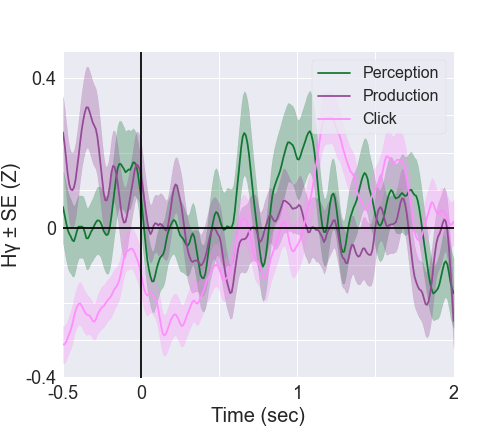 Perception
Production
Click
0.4
0
-0.4
Hγ ± SE (Z)
-0.5
0
1
2
Time (sec)